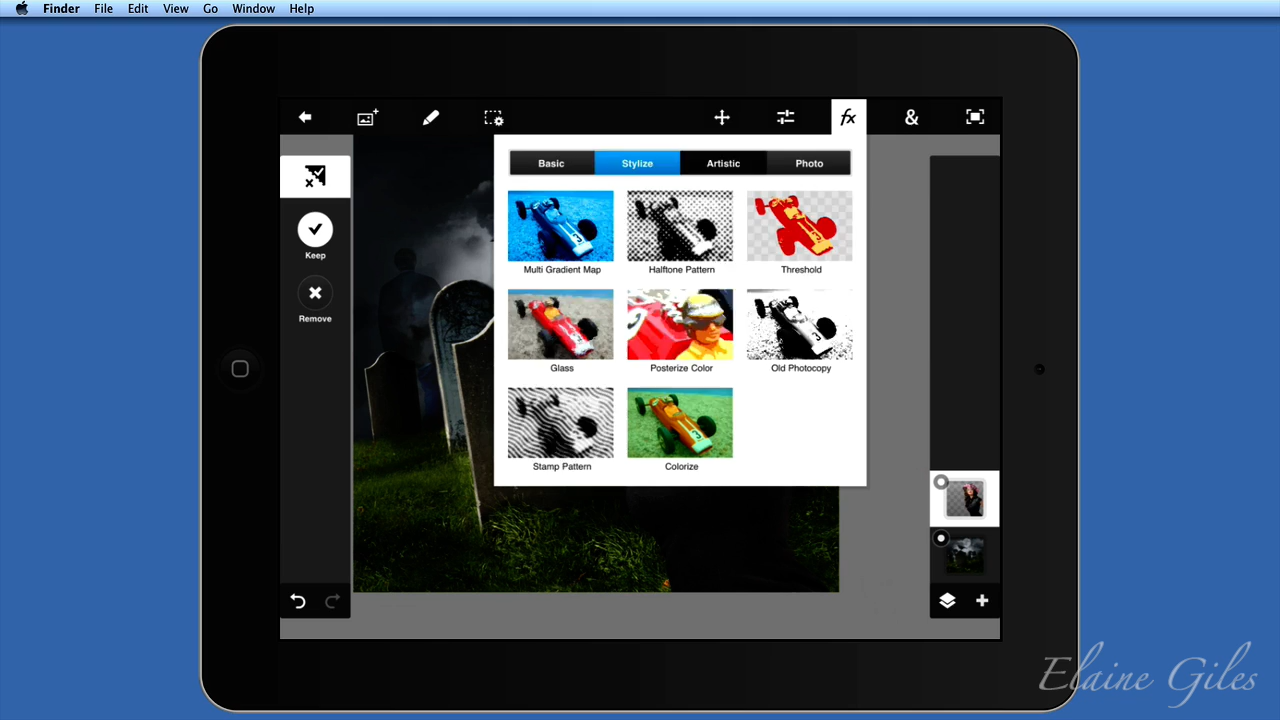 Finder File Edit View Go Window Help
fx &
Basic Stylize Artistic Photo
Keep
Remove
Multi Gradient Map Halftone Pattern Threshold
Glass Posterize Color Old Photocopy
Stamp Pattern Colorize
Elaine Giles